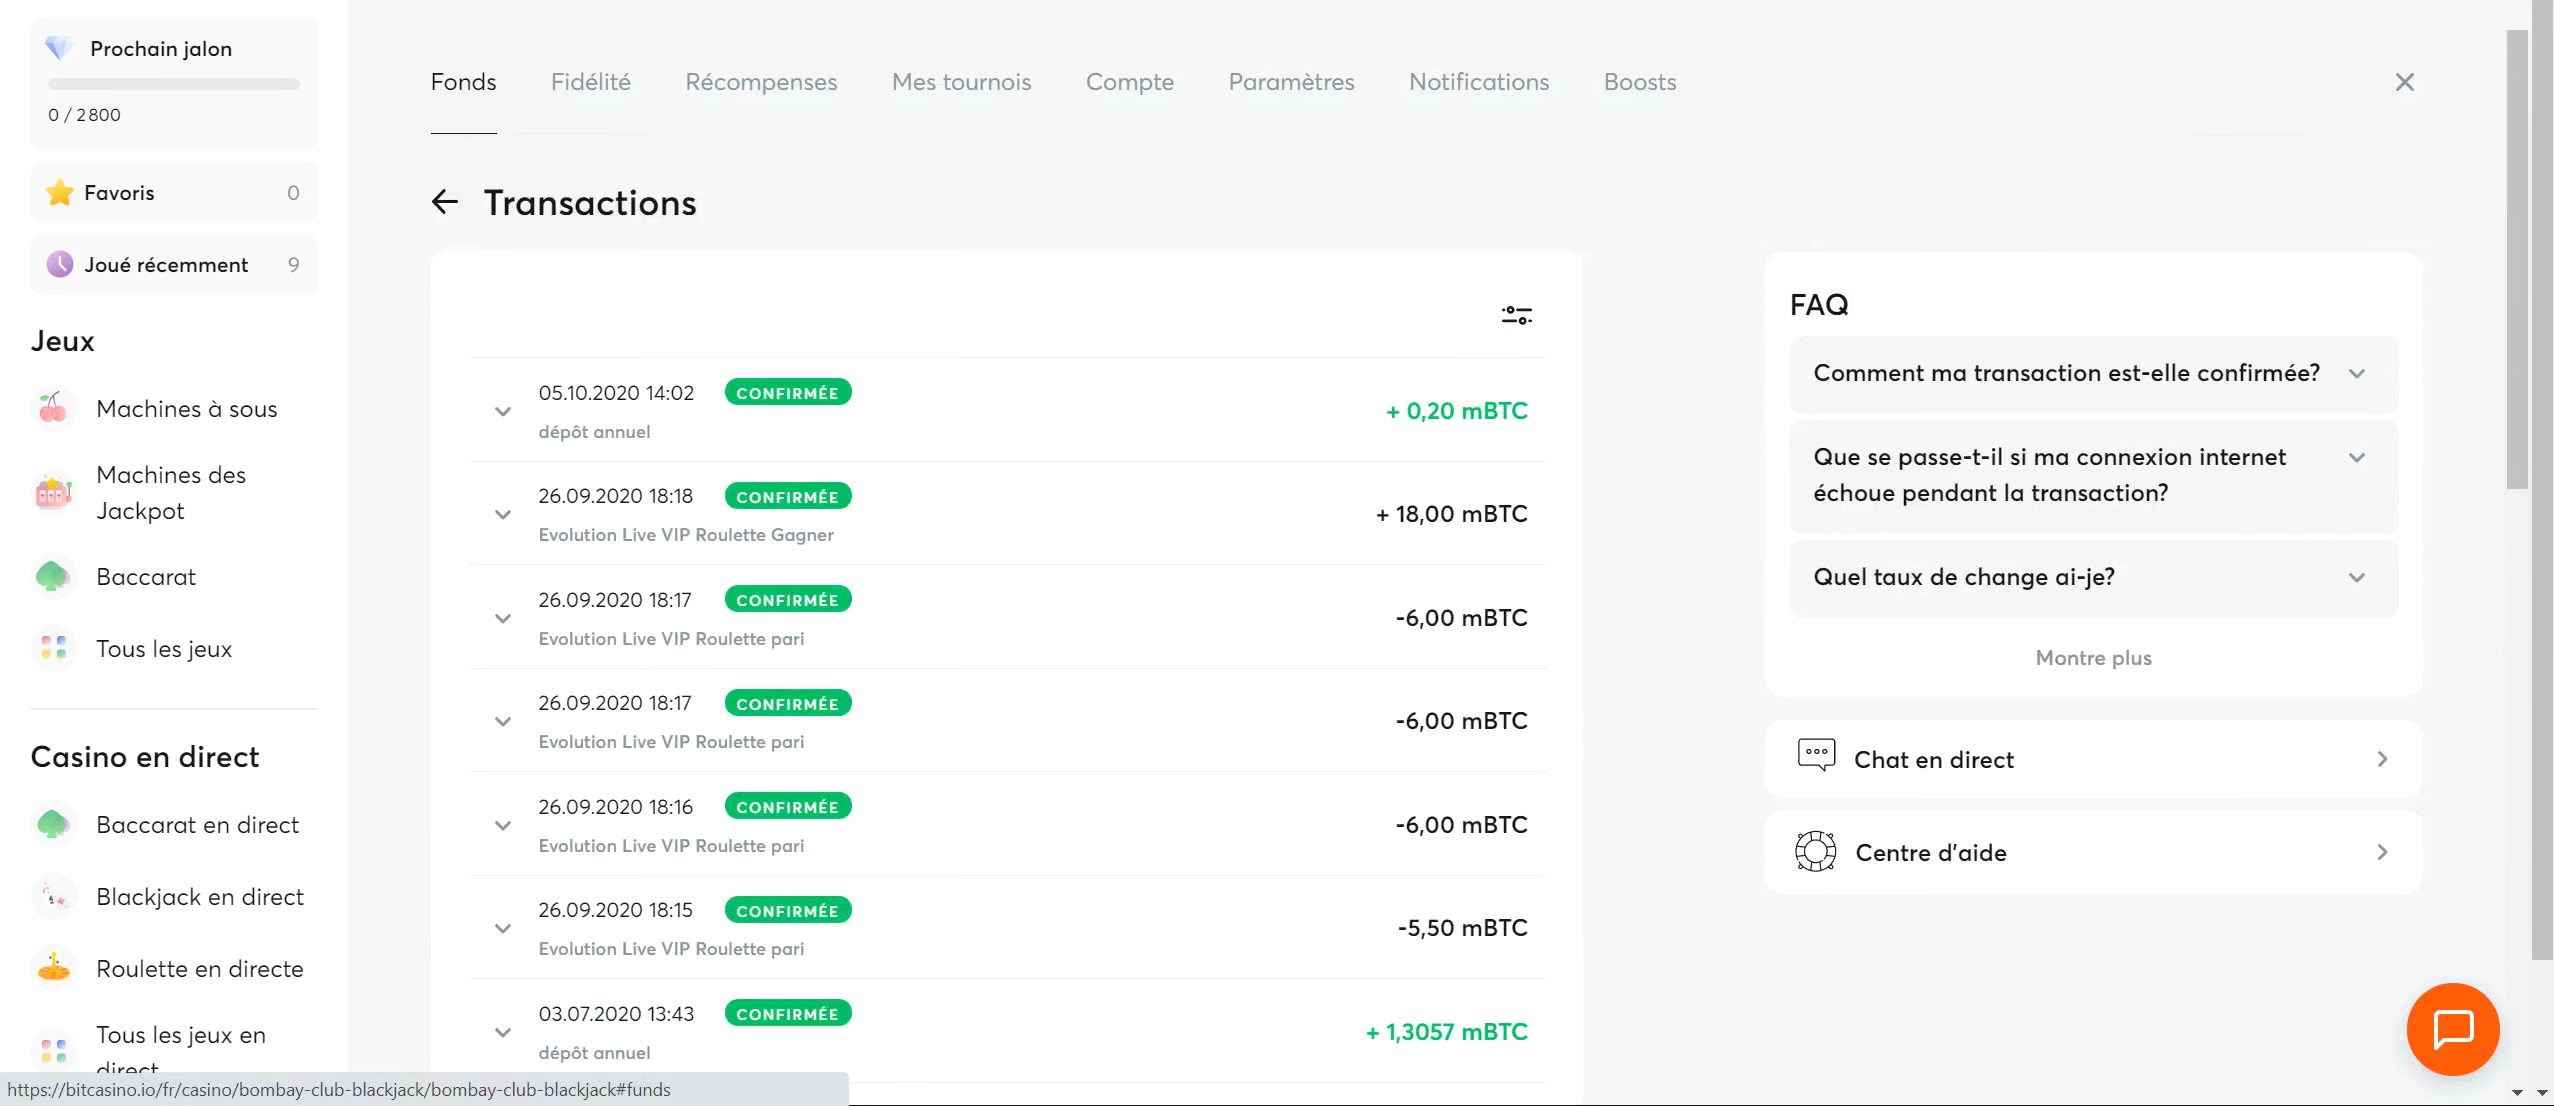 Prochain jalon
0 / 2 800
Favoris 0
Joué récemment 9
Jeux
Machines à sous
Machines des
Jackpot
Baccarat
Tous les jeux
Casino en direct
Baccarat en direct
Blackjack en direct
Roulette en directe
Tous les jeux en
direct
Fonds Fidélité Récompenses Mes tournois Compte Paramètres Notifications Boosts
Transactions
05.10.2020 14:02 CONFIRMÉE
dépôt annuel
+ 0,20 mBTC
26.09.2020 18:18 CONFIRMÉE
Evolution Live VIP Roulette Gagner
+ 18,00 mBTC
26.09.2020 18:17 CONFIRMÉE
Evolution Live VIP Roulette pari
-6,00 mBTC
26.09.2020 18:17 CONFIRMÉE
Evolution Live VIP Roulette pari
-6,00 mBTC
26.09.2020 18:16 CONFIRMÉE
Evolution Live VIP Roulette pari
-6,00 mBTC
26.09.2020 18:15 CONFIRMÉE
Evolution Live VIP Roulette pari
-5,50 mBTC
03.07.2020 13:43 CONFIRMÉE
dépôt annuel
+ 1,3057 mBTC
FAQ
Comment ma transaction est-elle confirmée?
Que se passe-t-il si ma connexion internet
échoue pendant la transaction?
Quel taux de change ai-je?
Montre plus
Chat en direct
Centre d'aide
https://bitcasino.io/fr/casino/bombay-club-blackjack/bombay-club-blackjack#funds